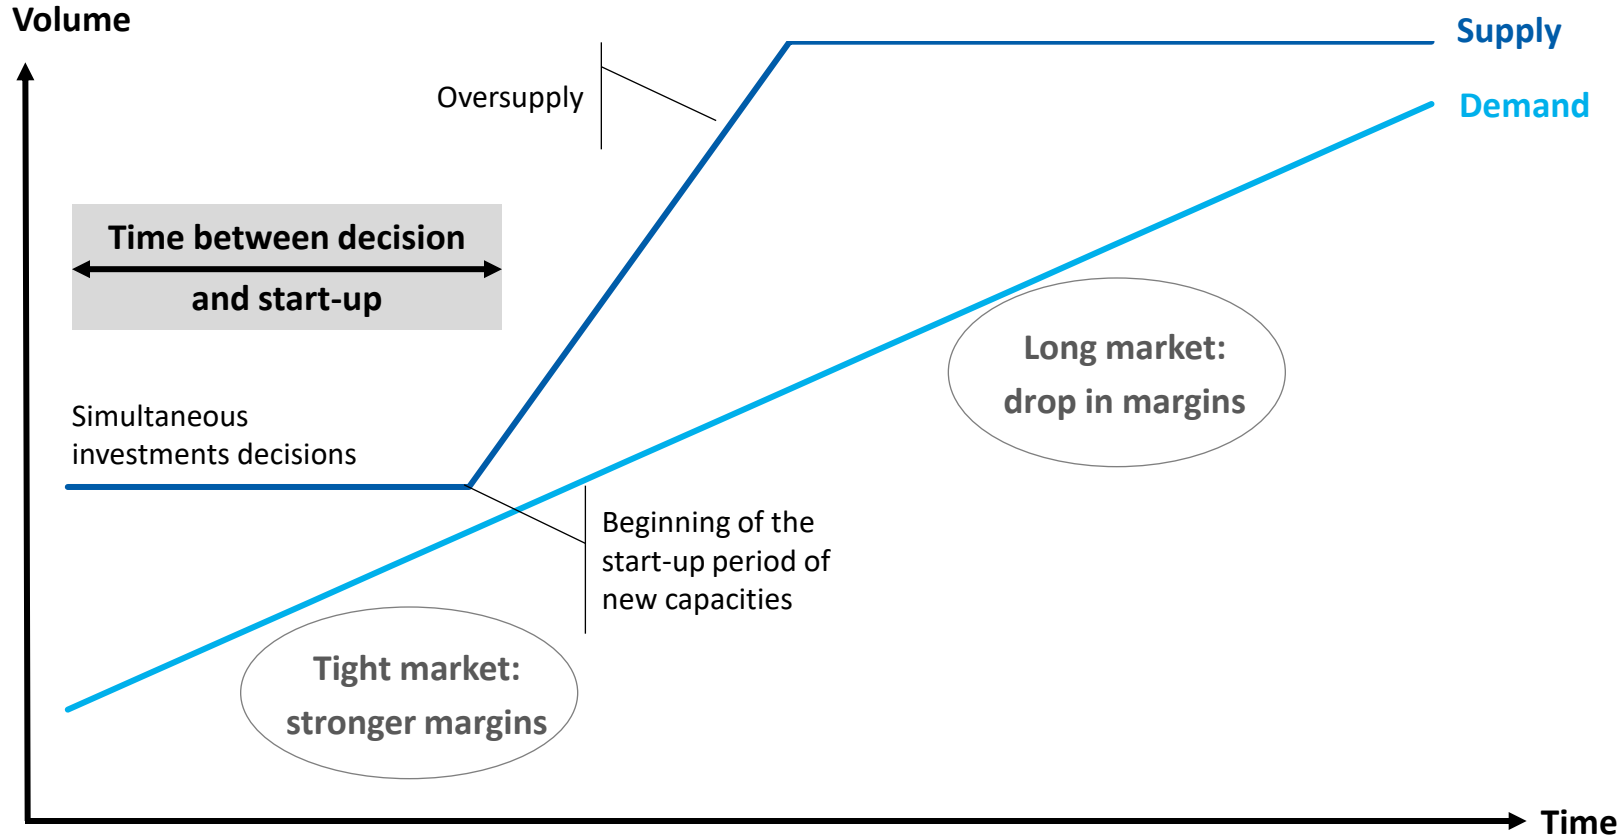 Volume
Supply
Oversupply
Demand
Time between decision
and start-up
Long market:
drop in margins
Simultaneous
investments decisions
Beginning of the
start-up period of
new capacities
Tight market:
stronger margins
Time